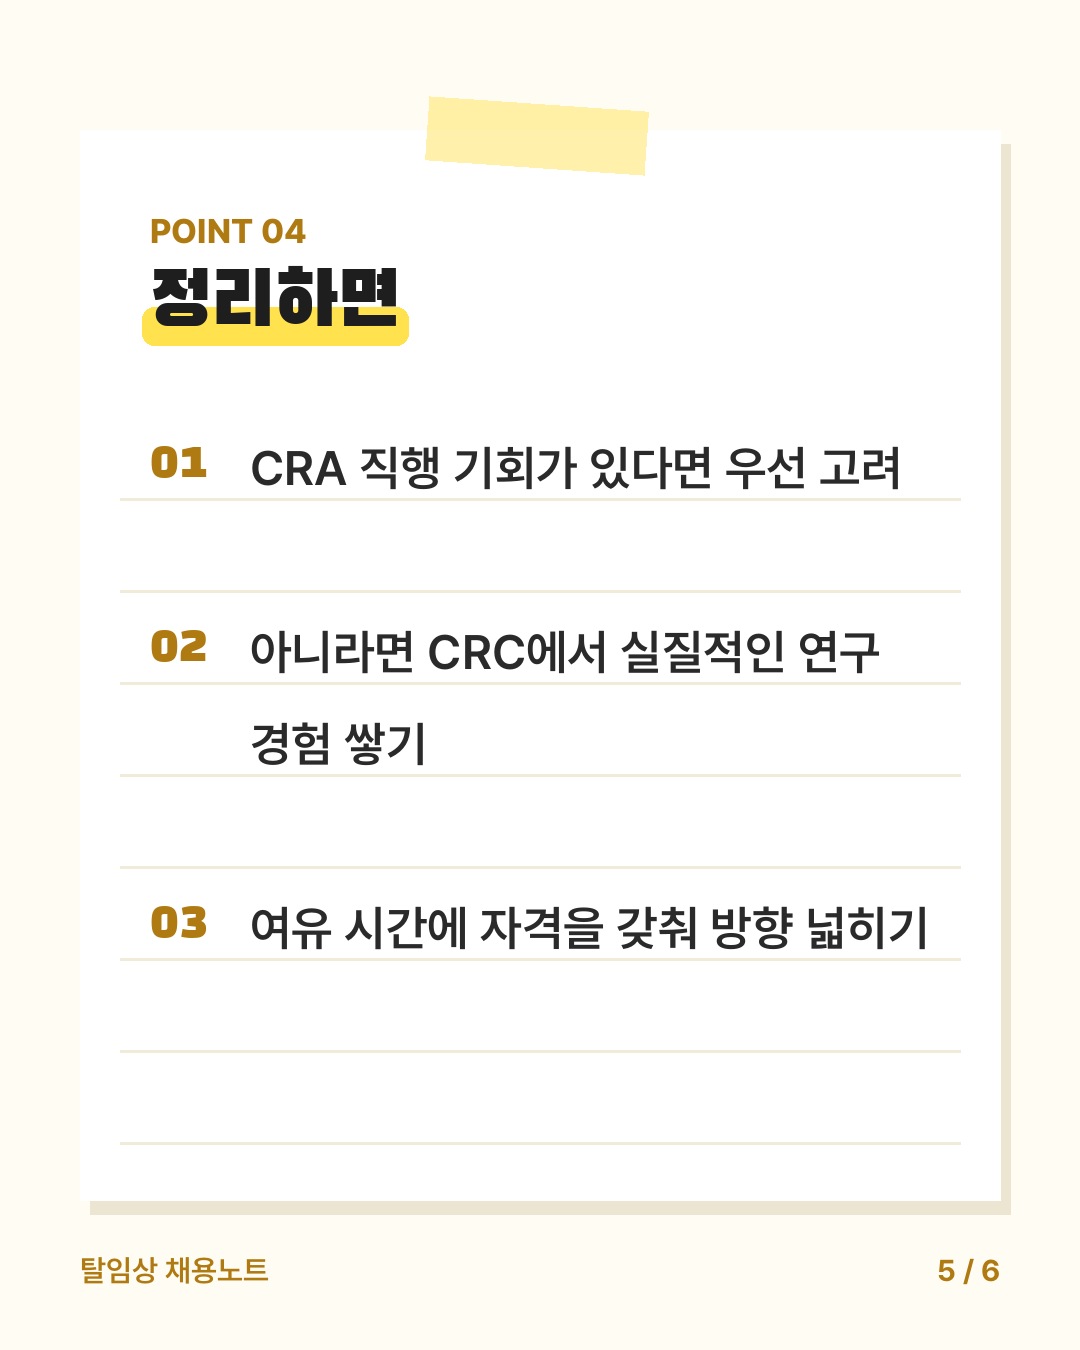 POINT 04
정리하면
01 CRA 직행 기회가 있다면 우선 고려
02 아니라면 CRC에서 실질적인 연구
경험 쌓기
03 여유 시간에 자격을 갖춰 방향 넓히기
탈임상 채용노트
5 / 6